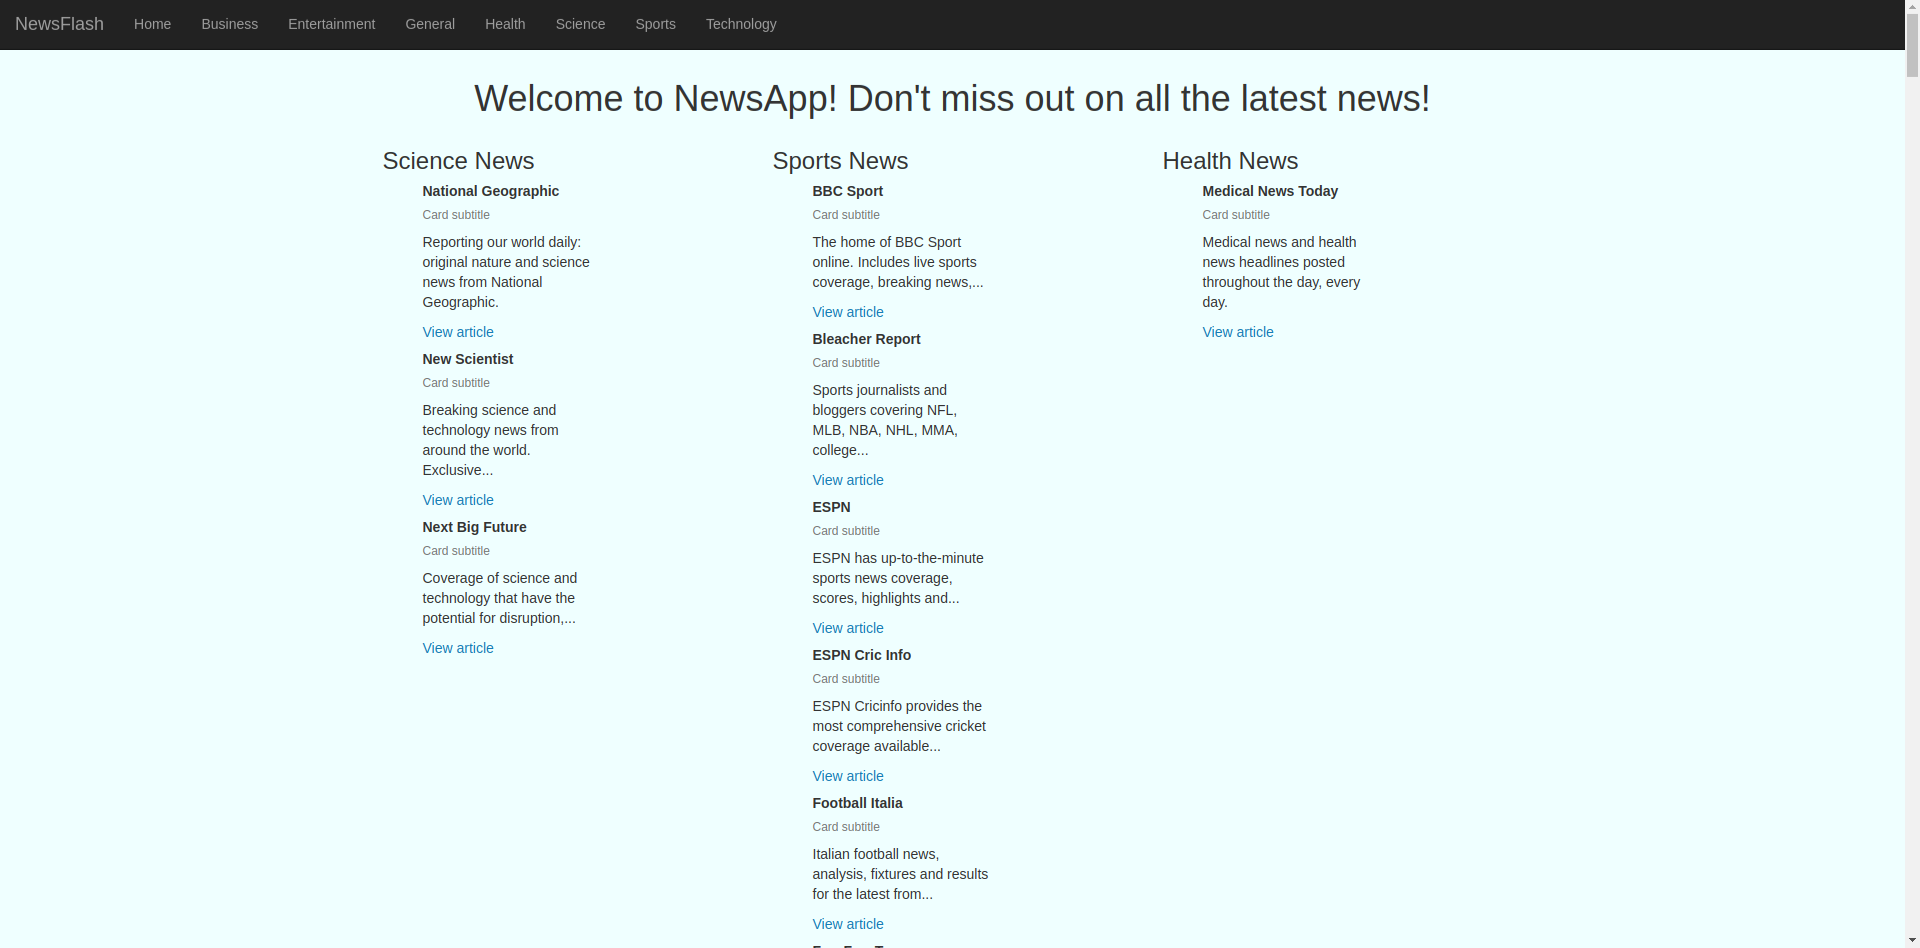 NewsFlash Home Business Entertainment General Health Science Sports Technology
Welcome to NewsApp! Don't miss out on all the latest news!
Science News
National Geographic
Card subtitle
Reporting our world daily:
original nature and science
news from National
Geographic.
View article
New Scientist
Card subtitle
Breaking science and
technology news from
around the world.
Exclusive...
View article
Next Big Future
Card subtitle
Coverage of science and
technology that have the
potential for disruption,...
View article
Sports News
BBC Sport
Card subtitle
The home of BBC Sport
online. Includes live sports
coverage, breaking news,...
View article
Bleacher Report
Card subtitle
Sports journalists and
bloggers covering NFL,
MLB, NBA, NHL, MMA,
college...
View article
ESPN
Card subtitle
ESPN has up-to-the-minute
sports news coverage,
scores, highlights and...
View article
ESPN Cric Info
Card subtitle
ESPN Cricinfo provides the
most comprehensive cricket
coverage available...
View article
Football Italia
Card subtitle
Italian football news,
analysis, fixtures and results
for the latest from...
View article
Health News
Medical News Today
Card subtitle
Medical news and health
news headlines posted
throughout the day, every
day.
View article